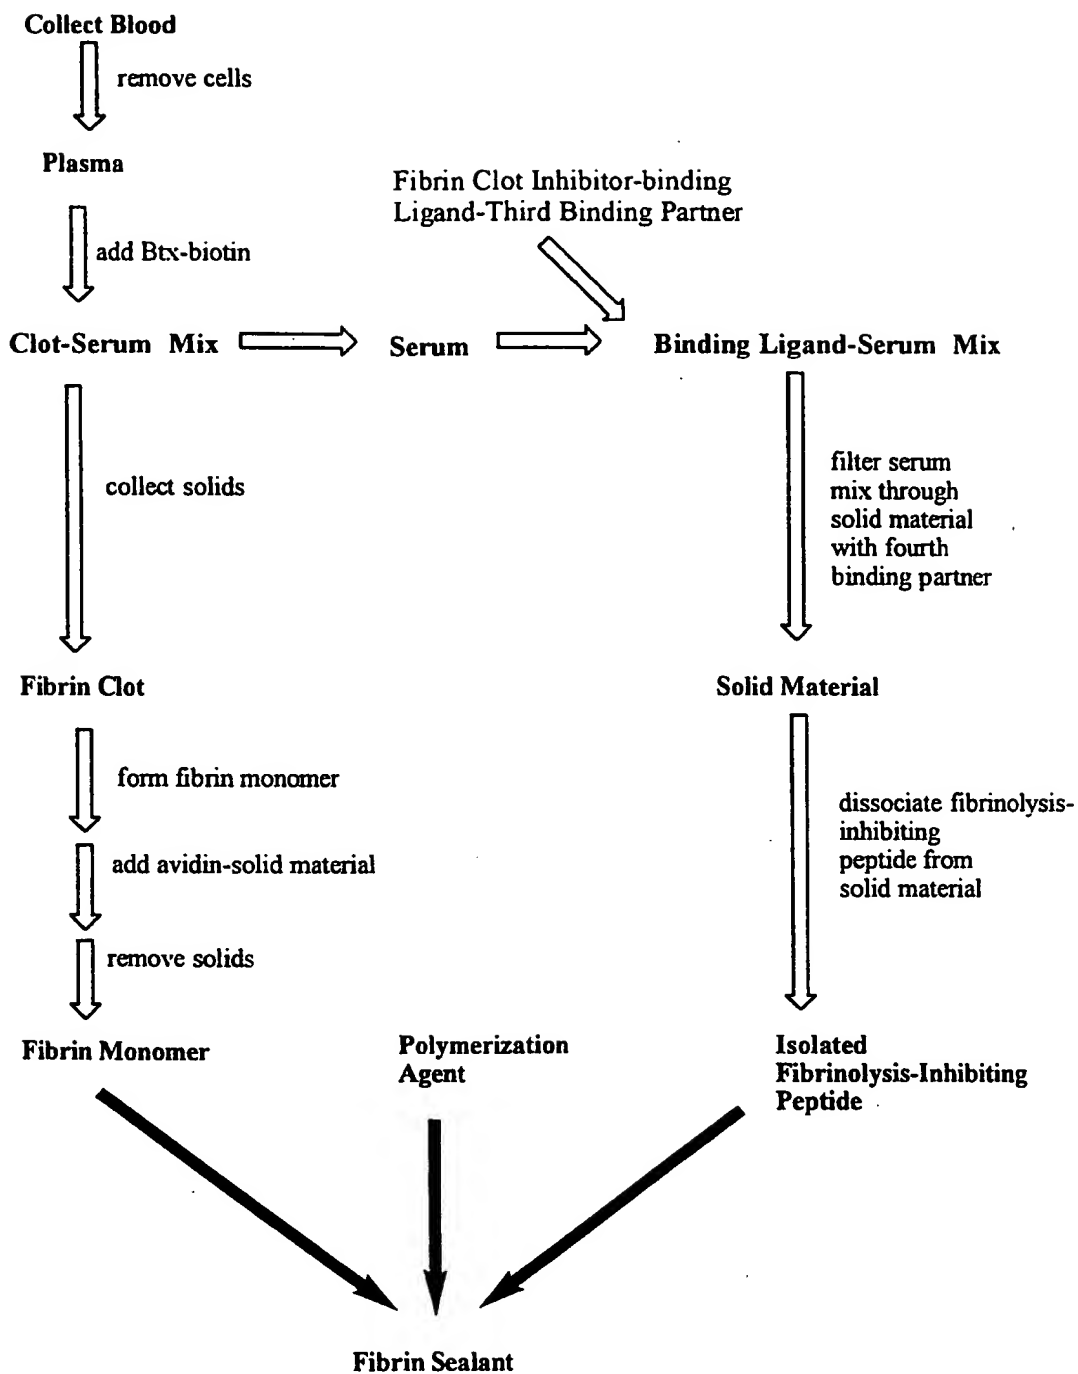 Collect Blood
remove cells
Plasma
Fibrin Clot Inhibitor-binding
Ligand-Third Binding Partner
add Btx-biotin
Clot-Serum Mix
Serum
Binding Ligand-Serum Mix
collect solids
filter serum
mix through
solid material
with fourth
binding partner
Fibrin Clot
Solid Material
form fibrin monomer
dissociate fibrinolysis-
inhibiting
peptide from
solid material
add avidin-solid material
remove solids
Fibrin Monomer
Polymerization
Agent
Isolated
Fibrinolysis-Inhibiting
Peptide
Fibrin Sealant